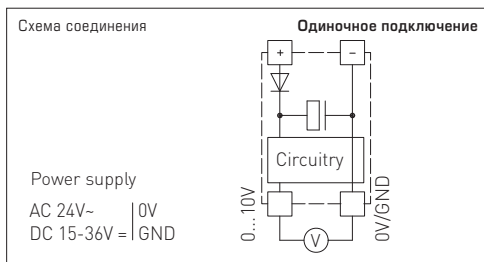 Схема соединения
Одиночное подключение
+ −
Circuitry
Power supply
AC 24V~ 0V
DC 15-36V = GND
0...10V
0V/GND
V